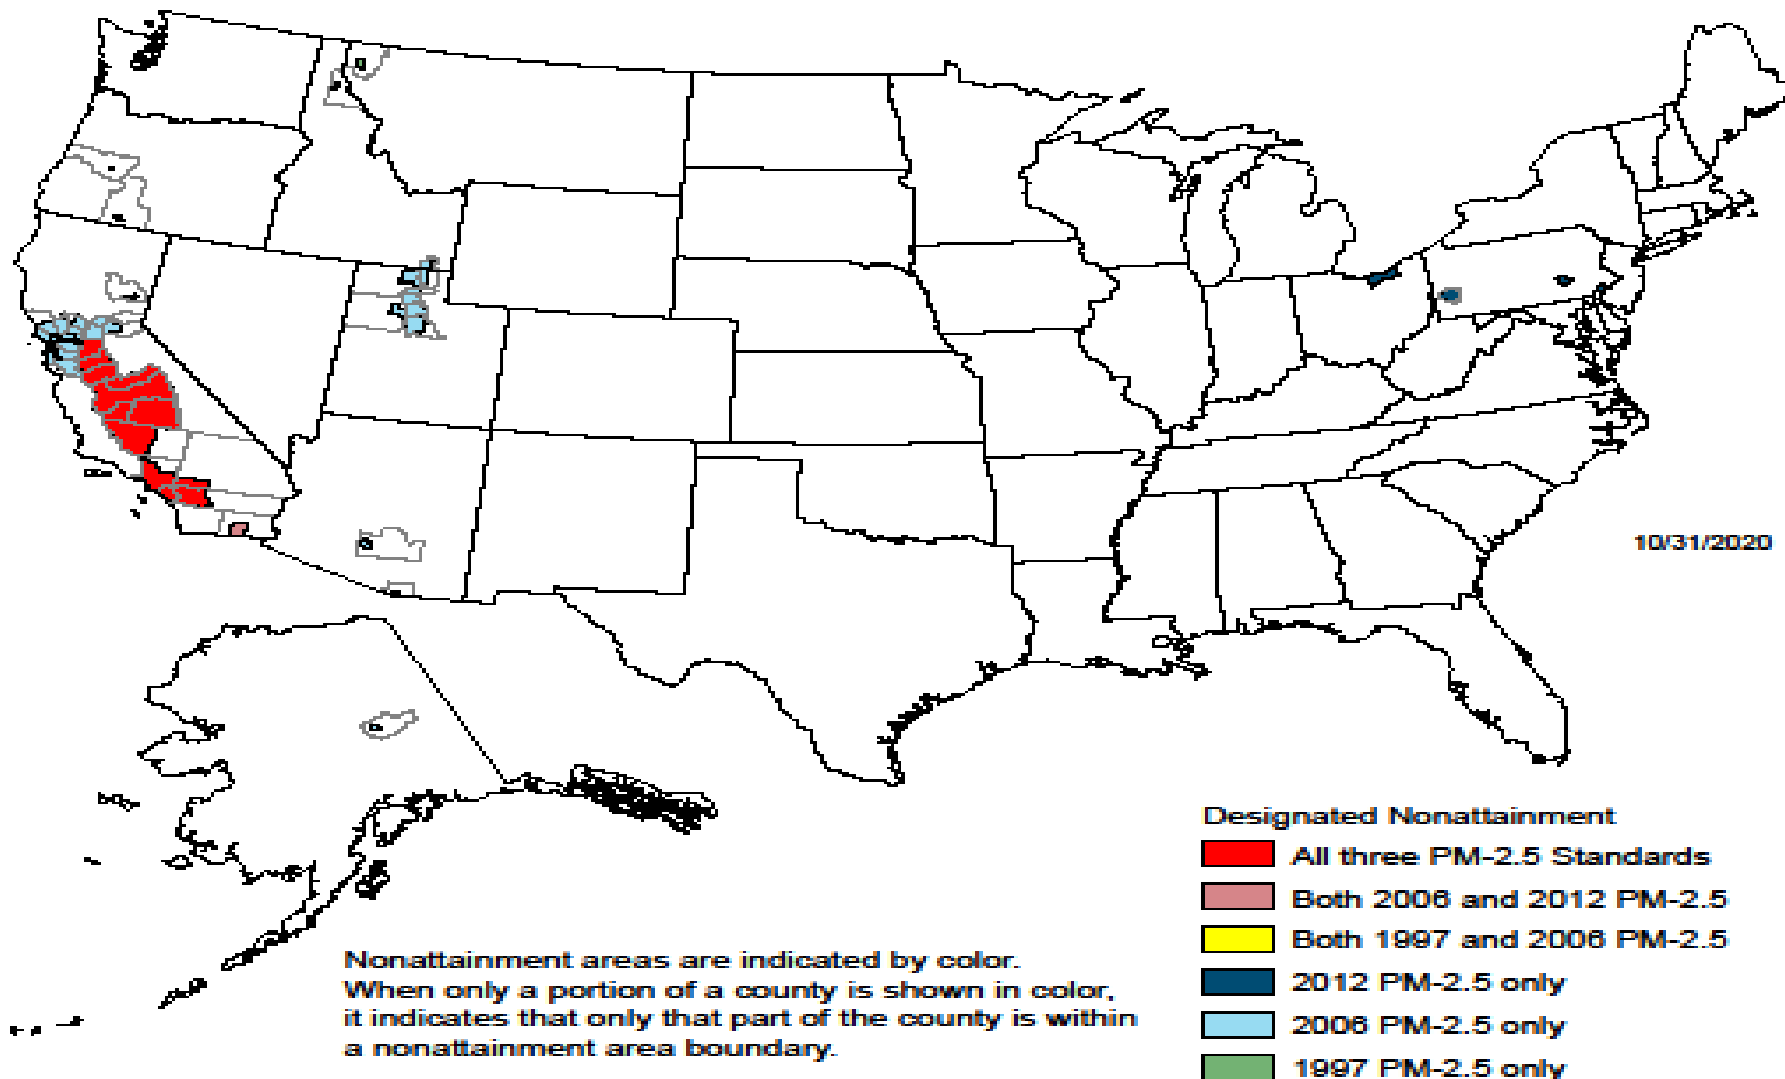 10/31/2020
Designated Nonattainment
All three PM-2.5 Standards
Both 2006 and 2012 PM-2.5
Both 1997 and 2006 PM-2.5
2012 PM-2.5 only
2006 PM-2.5 only
1997 PM-2.5 only
Nonattainment areas are indicated by color.
When only a portion of a county is shown in color,
it indicates that only that part of the county is within
a nonattainment area boundary.